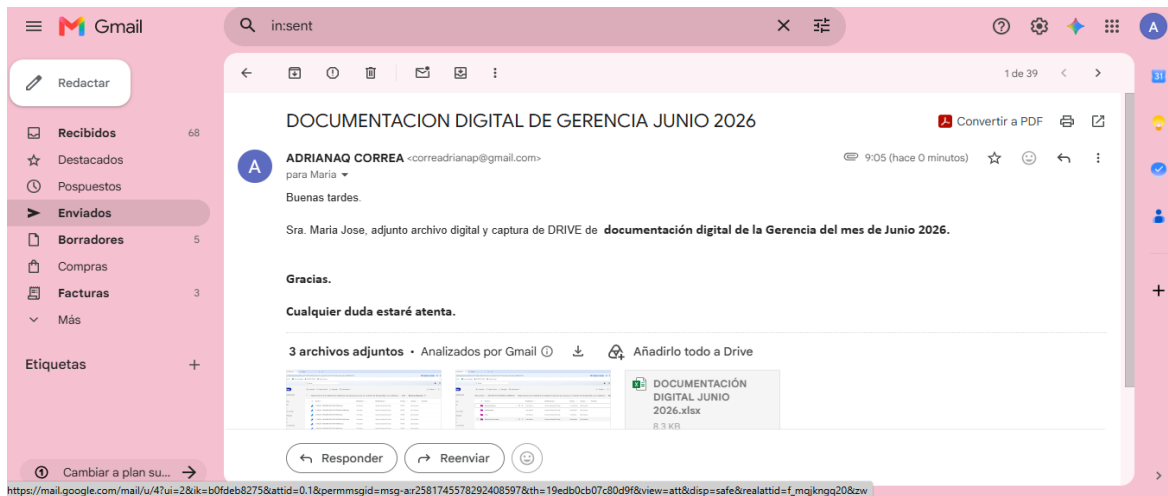 Gmail
in:sent
A
Redactar
1 de 39
31
Recibidos 68
Destacados
Pospuestos
Enviados
Borradores 5
Compras
Facturas 3
Más
Etiquetas
Cambiar a plan su...
DOCUMENTACION DIGITAL DE GERENCIA JUNIO 2026
Convertir a PDF
A
ADRIANAQ CORREA <correadrianap@gmail.com>
9:05 (hace 0 minutos)
para Maria
Buenas tardes.
Sra. Maria Jose, adjunto archivo digital y captura de DRIVE de documentación digital de la Gerencia del mes de Junio 2026.
Gracias.
Cualquier duda estaré atenta.
3 archivos adjuntos • Analizados por Gmail
Añadirlo todo a Drive
DOCUMENTACIÓN
DIGITAL JUNIO
2026.xlsx
8.3 KB
Responder
Reenviar
https://mail.google.com/mail/u/4?ui=2&ik=b0fdeb8275&attid=0.1&permmsgid=msg-a:r2581745578292408597&th=19edb0cb07c80d9f&view=att&disp=safe&realattid=f_mqjkngq20&zw